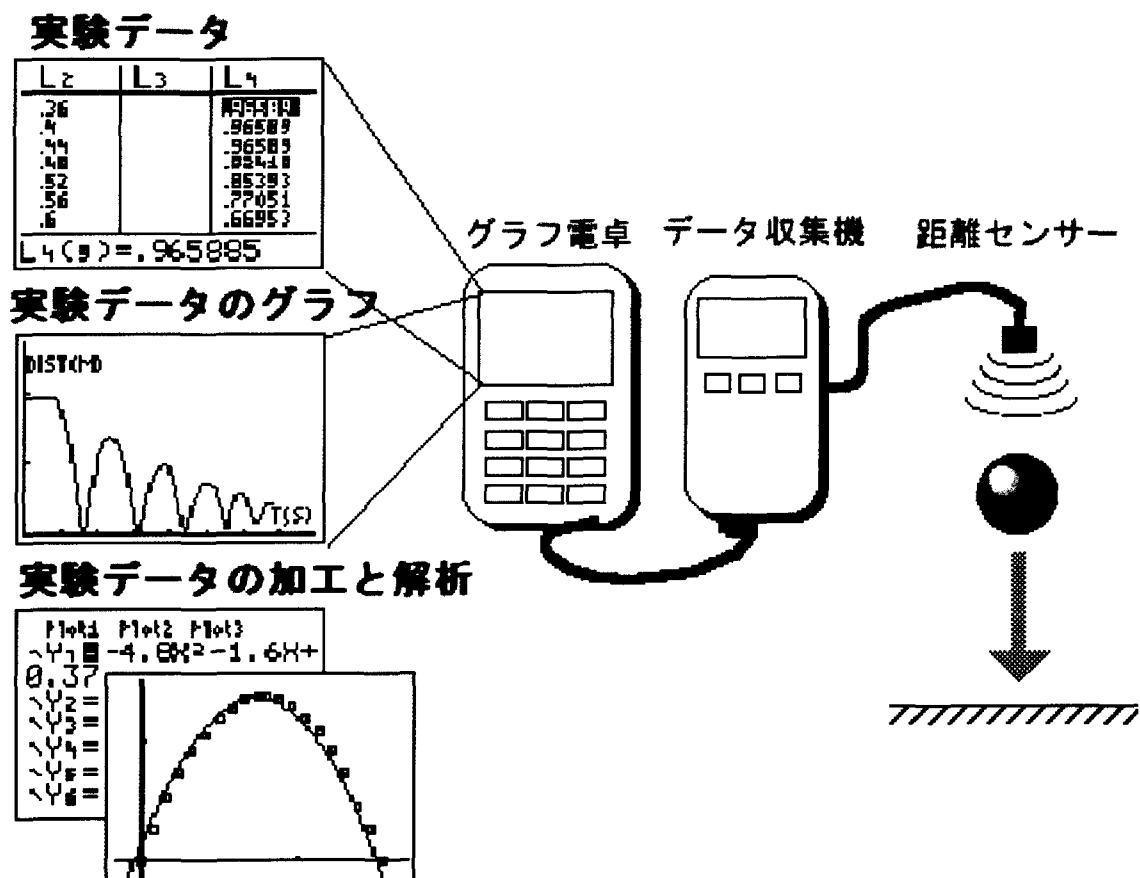 実験データ
L2 L3 L4
.36 .96589
.4 .96589
.44 .96589
.48
.52 .85393
.56 .77051
.6 .66953
=.965885
グラフ電卓 データ収集機 距離センサー
実験データのグラフ
DIST(M)
T(S)
実験データの加工と解析
Plot1 Plot2 Plot3
\Y1=-4.8X²-1.6X+
0.37
\Y2=
\Y3=
\Y4=
\Y5=
\Y6=